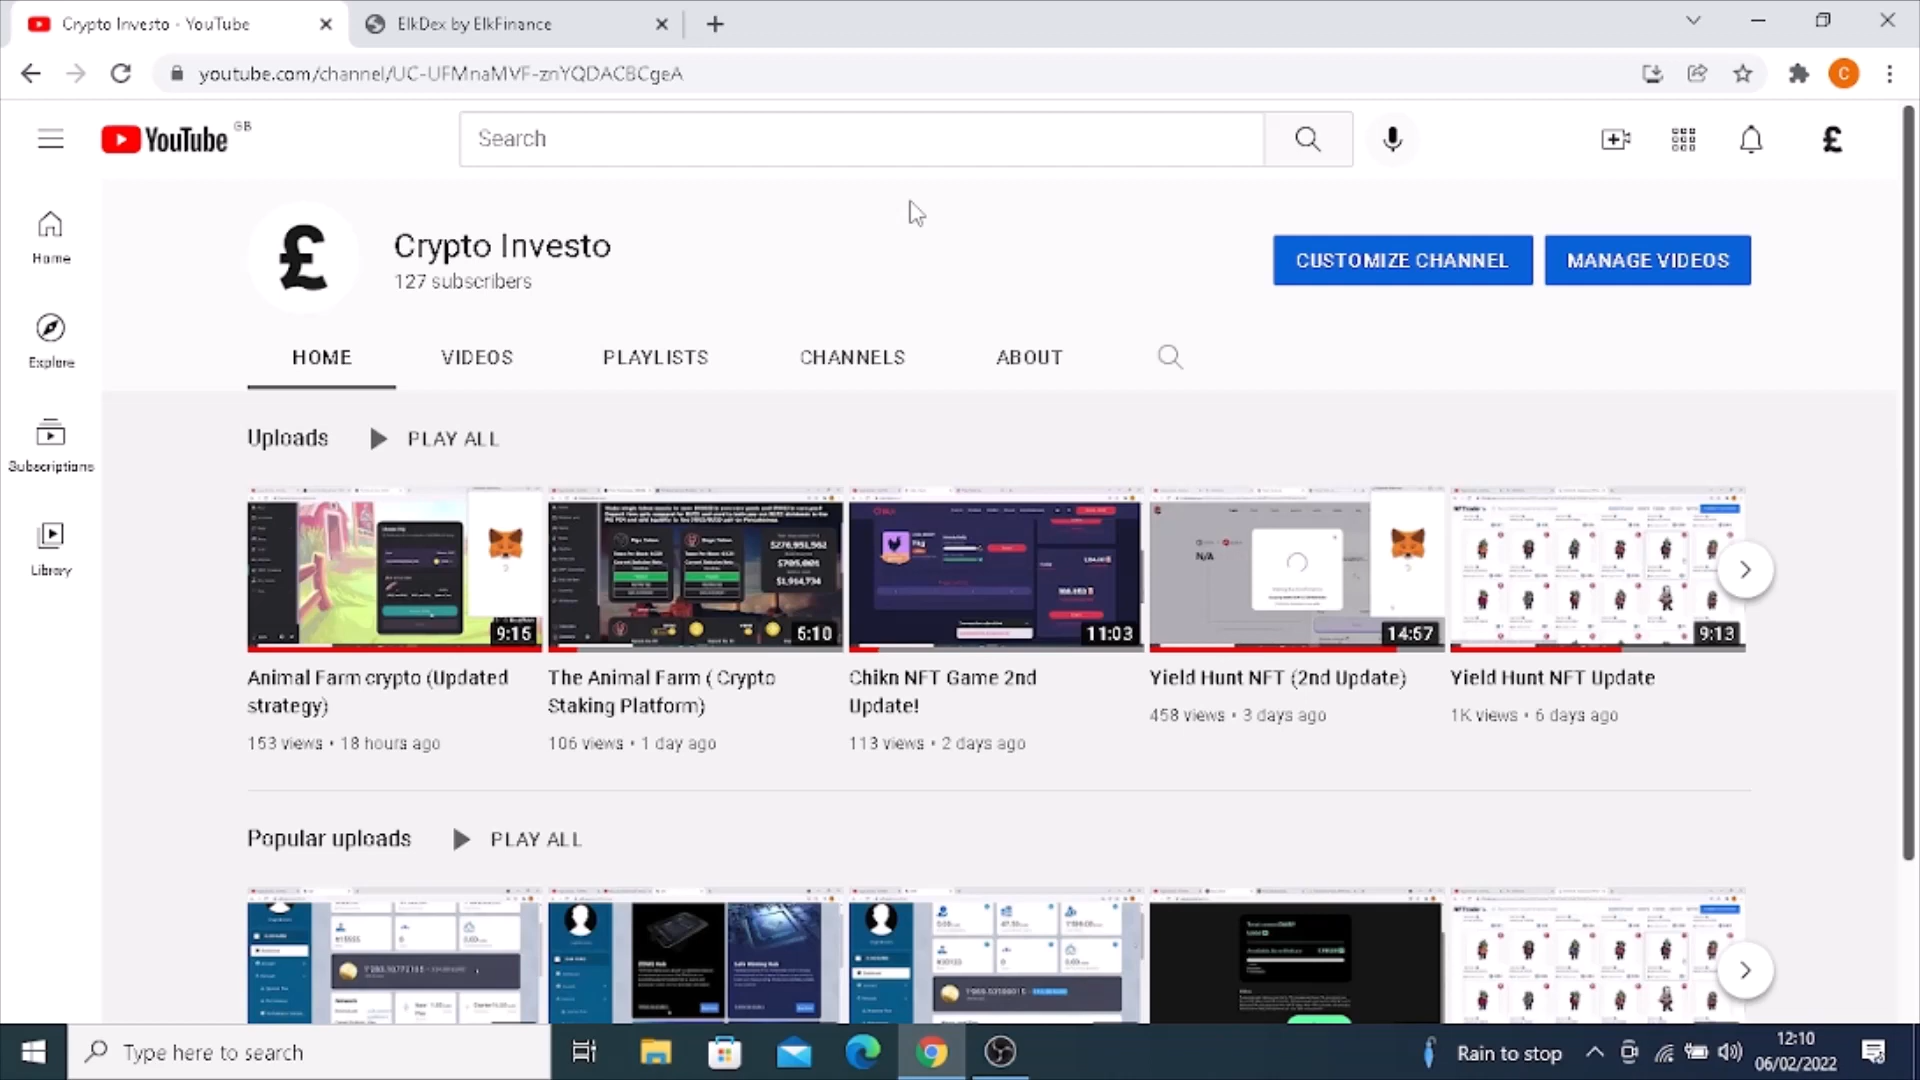 Crypto Investo - YouTube
ElkDex by ElkFinance
youtube.com/channel/UC-UFMnaMVF-znYQDACBCgeA
C
YouTube GB
Search
£
Home
Explore
Subscriptions
Library
£
Crypto Investo
127 subscribers
CUSTOMIZE CHANNEL
MANAGE VIDEOS
HOME
VIDEOS
PLAYLISTS
CHANNELS
ABOUT
Uploads
PLAY ALL
N/A
9:15
5:10
11:03
14:57
9:13
Animal Farm crypto (Updated
strategy)
153 views • 18 hours ago
The Animal Farm ( Crypto
Staking Platform)
106 views • 1 day ago
Chikn NFT Game 2nd
Update!
113 views • 2 days ago
Yield Hunt NFT (2nd Update)
458 views • 3 days ago
Yield Hunt NFT Update
1K views • 6 days ago
Popular uploads
PLAY ALL
Type here to search
Rain to stop
12:10
06/02/2022